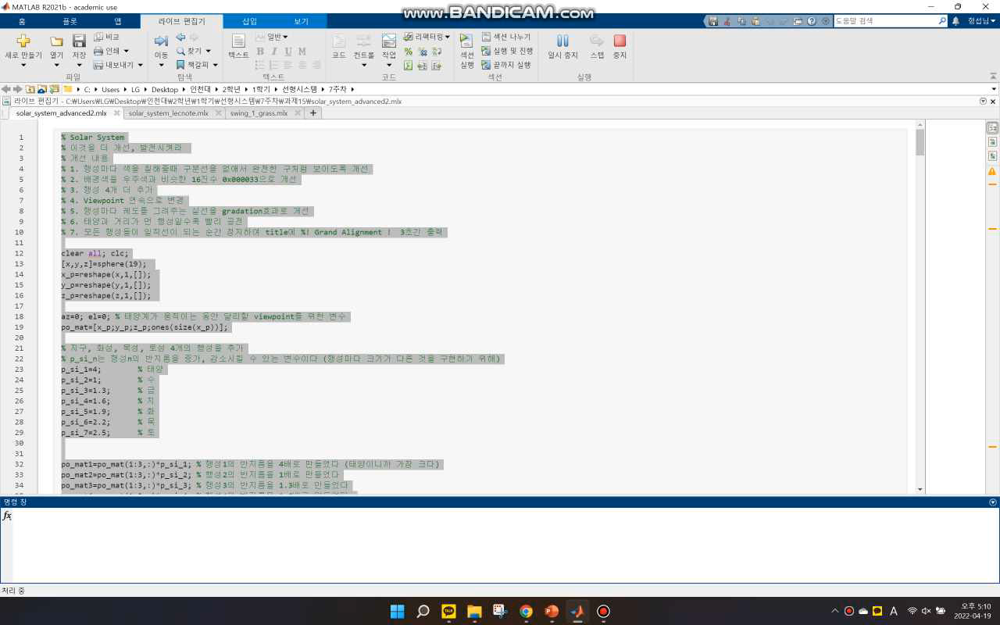 MATLAB R2021b - academic use
www.BANDICAM.com
홈 플롯 앱 라이브 편집기 삽입 보기
도움말 검색
형섭님
새로 만들기 열기 저장 비교 인쇄 내보내기
파일
이동 찾기 책갈피
탐색
텍스트 일반 B I U M
텍스트
코드 컨트롤 작업 리팩터링
코드
섹션 실행 섹션 나누기 실행 및 진행 끝까지 실행
섹션
일시 중지 스텝 중지
실행
C: Users LG Desktop 인천대 2학년 1학기 선형시스템 7주차
라이브 편집기 - C:₩Users₩LG₩Desktop₩인천대₩2학년₩1학기₩선형시스템₩7주차₩과제15₩solar_system_advanced2.mlx
solar_system_advanced2.mlx solar_system_lecnote.mlx swing_1_grass.mlx +
1 % Solar System
2 % 이것을 더 개선, 발전시켜라
3 % 개선 내용
4 % 1. 행성마다 색을 칠해줄때 구분선을 없애서 완전한 구처럼 보이도록 개선
5 % 2. 배경색을 우주색과 비슷한 16진수 0x000033으로 개선
6 % 3. 행성 4개 더 추가
7 % 4. Viewpoint 연속으로 변경
8 % 5. 행성마다 궤도를 그려주는 실선을 gradation효과로 개선
9 % 6. 태양과 거리가 먼 행성일수록 빨리 공전
10 % 7. 모든 행성들이 일직선이 되는 순간 정지하여 title에 %! Grand Alignment ! 3초간 출력
11
12 clear all; clc;
13 [x,y,z]=sphere(19);
14 x_p=reshape(x,1,[]);
15 y_p=reshape(y,1,[]);
16 z_p=reshape(z,1,[]);
17
18 az=0; el=0; % 태양계가 움직이는 동안 달라질 viewpoint를 위한 변수
19 po_mat=[x_p;y_p;z_p;ones(size(x_p))];
20
21 % 지구, 화성, 목성, 토성 4개의 행성을 추가
22 % p_si_n는 행성n의 반지름을 증가, 감소시킬 수 있는 변수이다 (행성마다 크기가 다른 것을 구현하기 위해)
23 p_si_1=4; % 태양
24 p_si_2=1; % 수
25 p_si_3=1.3; % 금
26 p_si_4=1.6; % 지
27 p_si_5=1.9; % 화
28 p_si_6=2.2; % 목
29 p_si_7=2.5; % 토
30
31
32 po_mat1=po_mat(1:3,:)*p_si_1; % 행성1의 반지름을 4배로 만들었다 (태양이니까 가장 크다)
33 po_mat2=po_mat(1:3,:)*p_si_2; % 행성2의 반지름을 1배로 만들었다
34 po_mat3=po_mat(1:3,:)*p_si_3; % 행성3의 반지름을 1.3배로 만들었다
명령 창
fx
처리 중
TALK
A
오후 5:10
2022-04-19